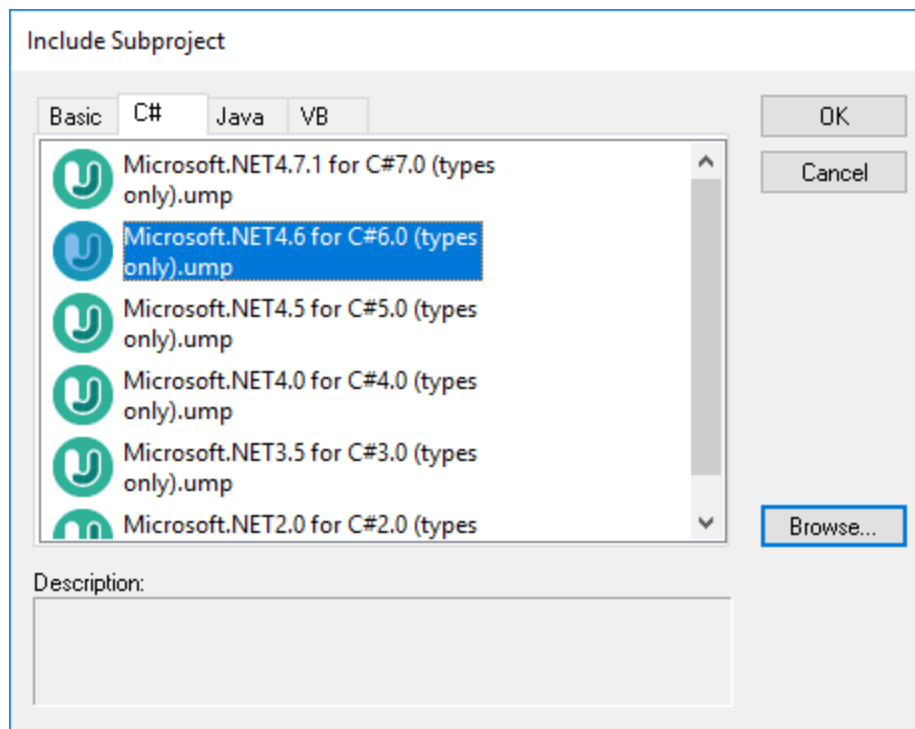 Include Subproject
Basic C# Java VB
OK
Cancel
Microsoft.NET4.7.1 for C#7.0 (types
only).ump
Microsoft.NET4.6 for C#6.0 (types
only).ump
Microsoft.NET4.5 for C#5.0 (types
only).ump
Microsoft.NET4.0 for C#4.0 (types
only).ump
Microsoft.NET3.5 for C#3.0 (types
only).ump
Microsoft.NET2.0 for C#2.0 (types
Browse...
Description: